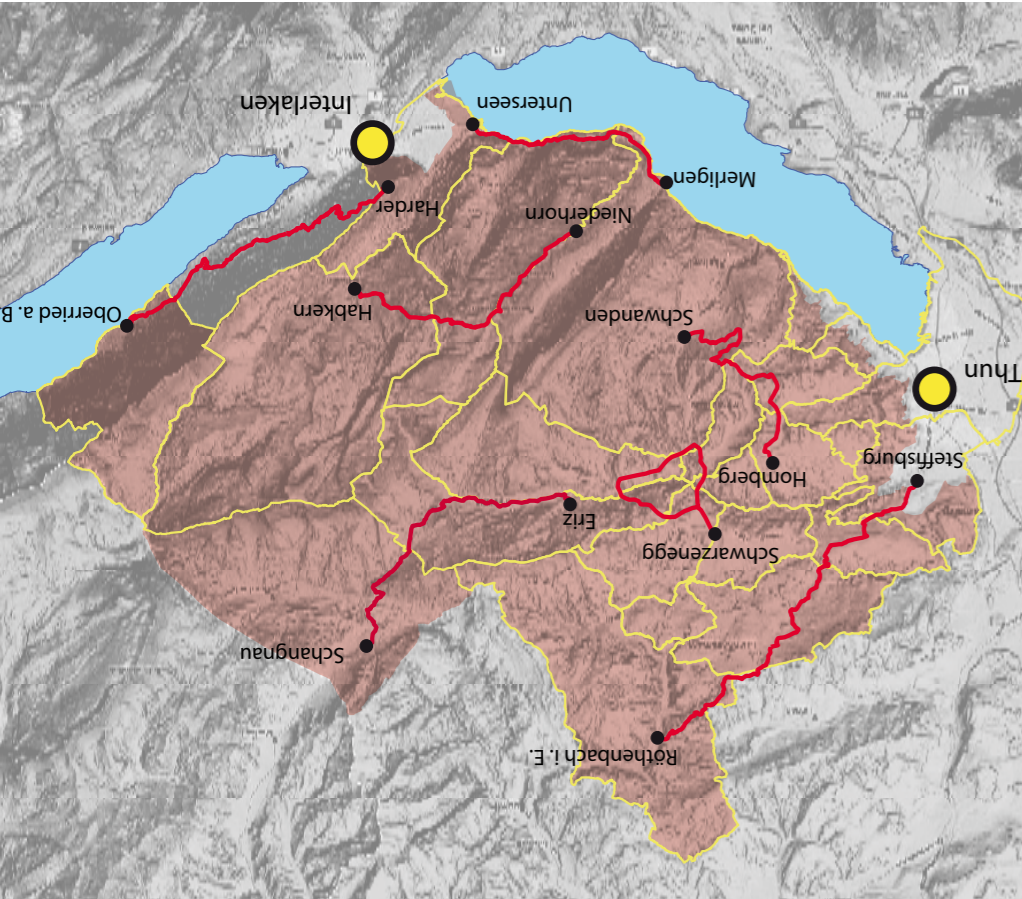 Röthenbach i. E.
Schangnau
Schwarzenegg
Eriz
Steffisburg
Homberg
Thun
Schwanden
Habkern
Oberried a. B
Niederhorn
Harder
Merligen
Unterseen
Interlaken